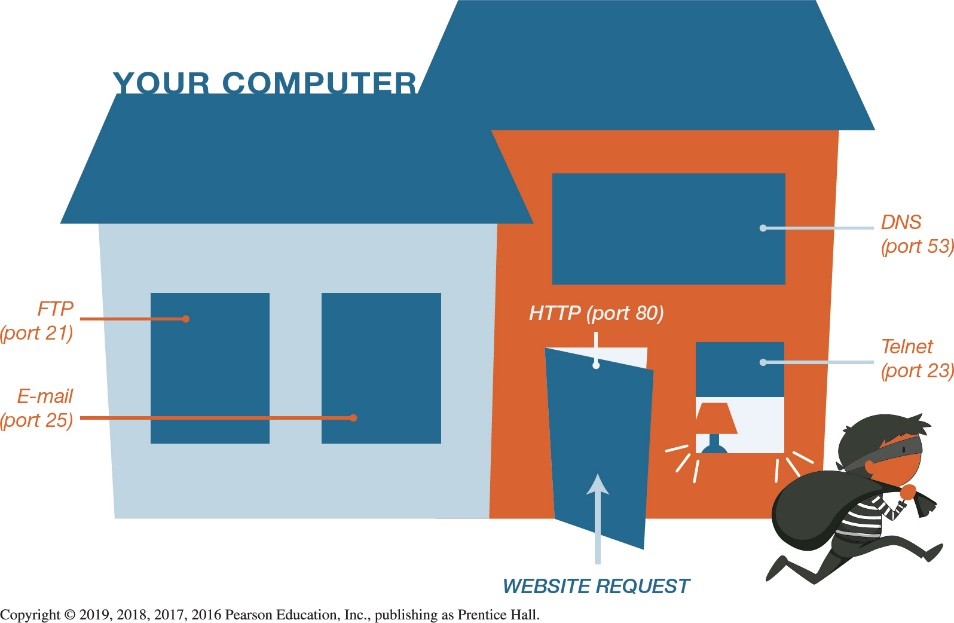 YOUR COMPUTER
DNS
(port 53)
FTP
(port 21)
HTTP (port 80)
Telnet
(port 23)
E-mail
(port 25)
WEBSITE REQUEST
Copyright © 2019, 2018, 2017, 2016 Pearson Education, Inc., publishing as Prentice Hall.